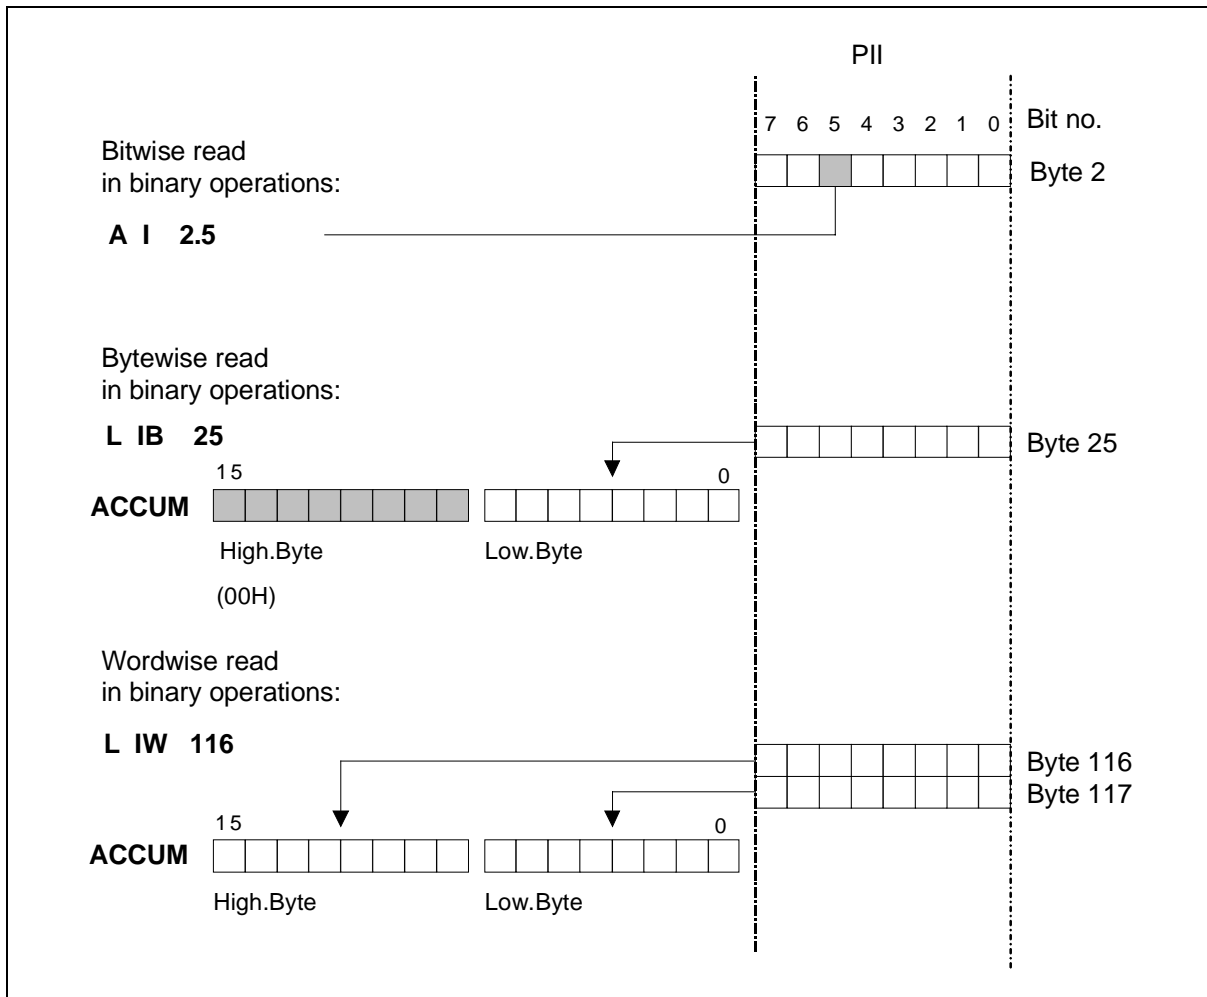 PII
7 6 5 4 3 2 1 0 Bit no.
Bitwise read
in binary operations:
Byte 2
A I 2.5
Bytewise read
in binary operations:
L IB 25
Byte 25
15 0
ACCUM
High.Byte Low.Byte
(00H)
Wordwise read
in binary operations:
L IW 116
Byte 116
Byte 117
15 0
ACCUM
High.Byte Low.Byte